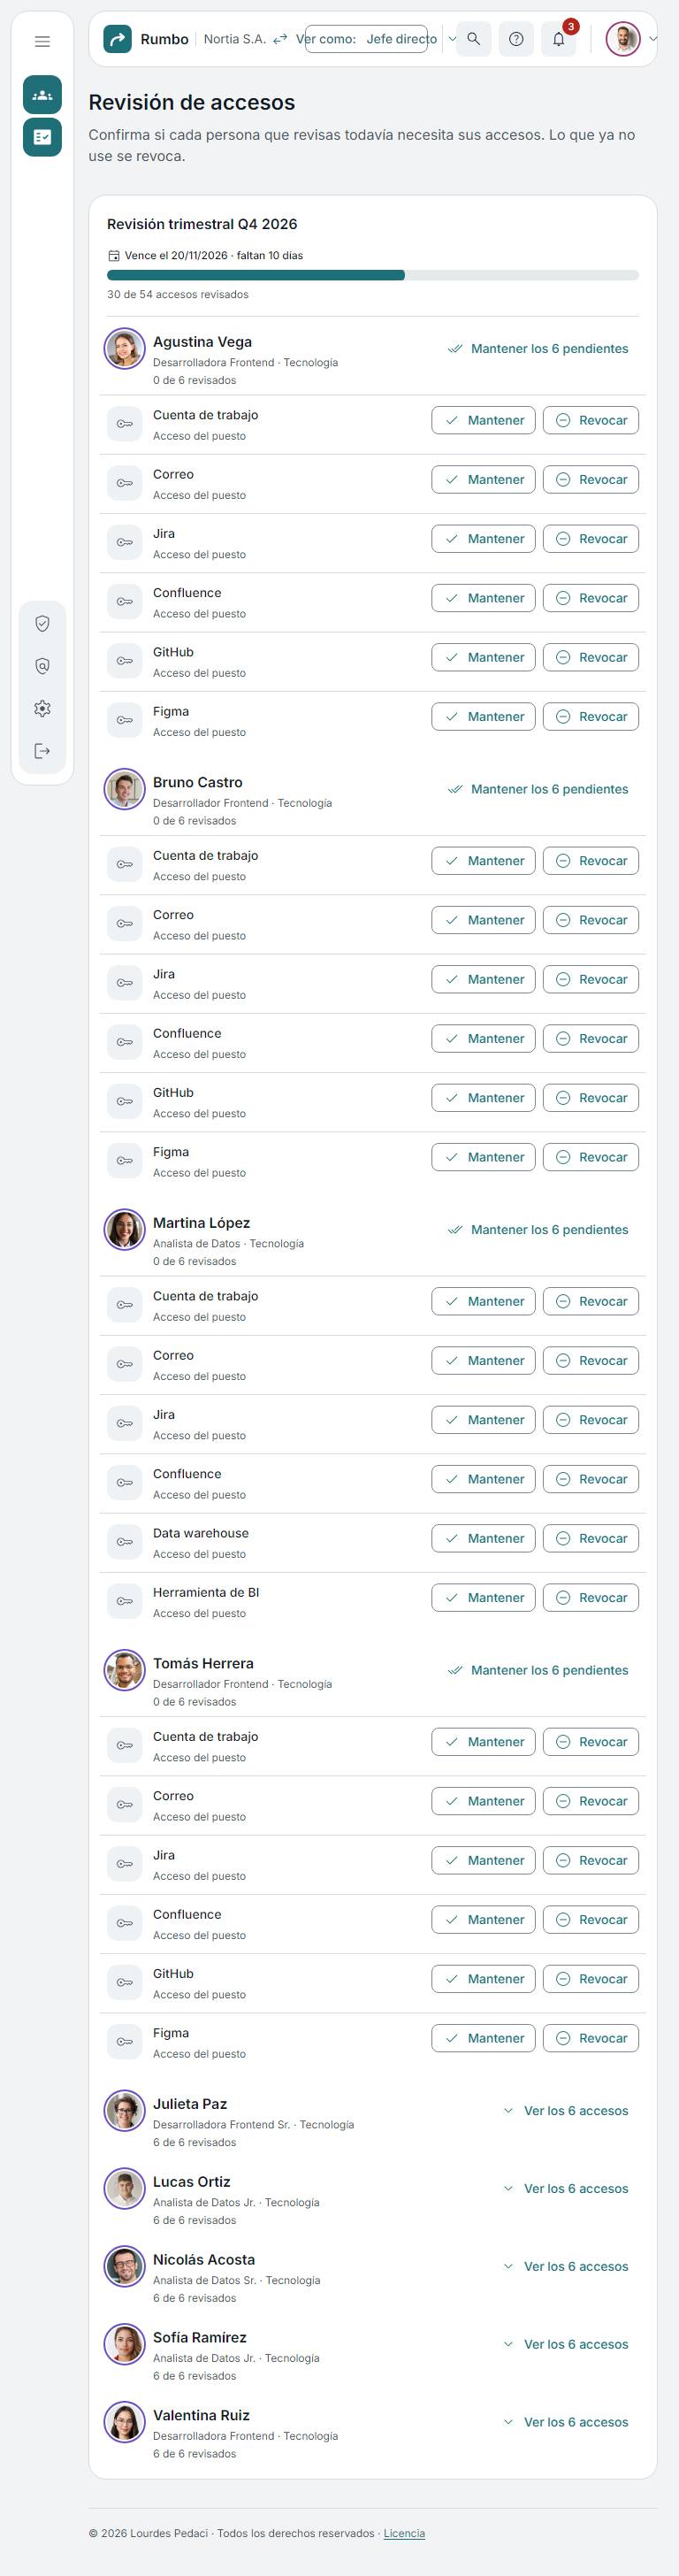 Rumbo Nortia S.A. Ver como: Jefe directo 3
Revisión de accesos
Confirma si cada persona que revisas todavía necesita sus accesos. Lo que ya no
use se revoca.
Revisión trimestral Q4 2026
Vence el 20/11/2026 · faltan 10 días
30 de 54 accesos revisados
Agustina Vega
Mantener los 6 pendientes
Desarrolladora Frontend · Tecnología
0 de 6 revisados
Cuenta de trabajo
Acceso del puesto
Mantener Revocar
Correo
Acceso del puesto
Mantener Revocar
Jira
Acceso del puesto
Mantener Revocar
Confluence
Acceso del puesto
Mantener Revocar
GitHub
Acceso del puesto
Mantener Revocar
Figma
Acceso del puesto
Mantener Revocar
Bruno Castro
Mantener los 6 pendientes
Desarrollador Frontend · Tecnología
0 de 6 revisados
Cuenta de trabajo
Acceso del puesto
Mantener Revocar
Correo
Acceso del puesto
Mantener Revocar
Jira
Acceso del puesto
Mantener Revocar
Confluence
Acceso del puesto
Mantener Revocar
GitHub
Acceso del puesto
Mantener Revocar
Figma
Acceso del puesto
Mantener Revocar
Martina López
Mantener los 6 pendientes
Analista de Datos · Tecnología
0 de 6 revisados
Cuenta de trabajo
Acceso del puesto
Mantener Revocar
Correo
Acceso del puesto
Mantener Revocar
Jira
Acceso del puesto
Mantener Revocar
Confluence
Acceso del puesto
Mantener Revocar
Data warehouse
Acceso del puesto
Mantener Revocar
Herramienta de BI
Acceso del puesto
Mantener Revocar
Tomás Herrera
Mantener los 6 pendientes
Desarrollador Frontend · Tecnología
0 de 6 revisados
Cuenta de trabajo
Acceso del puesto
Mantener Revocar
Correo
Acceso del puesto
Mantener Revocar
Jira
Acceso del puesto
Mantener Revocar
Confluence
Acceso del puesto
Mantener Revocar
GitHub
Acceso del puesto
Mantener Revocar
Figma
Acceso del puesto
Mantener Revocar
Julieta Paz
Ver los 6 accesos
Desarrolladora Frontend Sr. · Tecnología
6 de 6 revisados
Lucas Ortiz
Ver los 6 accesos
Analista de Datos Jr. · Tecnología
6 de 6 revisados
Nicolás Acosta
Ver los 6 accesos
Analista de Datos Sr. · Tecnología
6 de 6 revisados
Sofía Ramírez
Ver los 6 accesos
Analista de Datos Jr. · Tecnología
6 de 6 revisados
Valentina Ruiz
Ver los 6 accesos
Desarrolladora Frontend · Tecnología
6 de 6 revisados
© 2026 Lourdes Pedaci · Todos los derechos reservados · Licencia